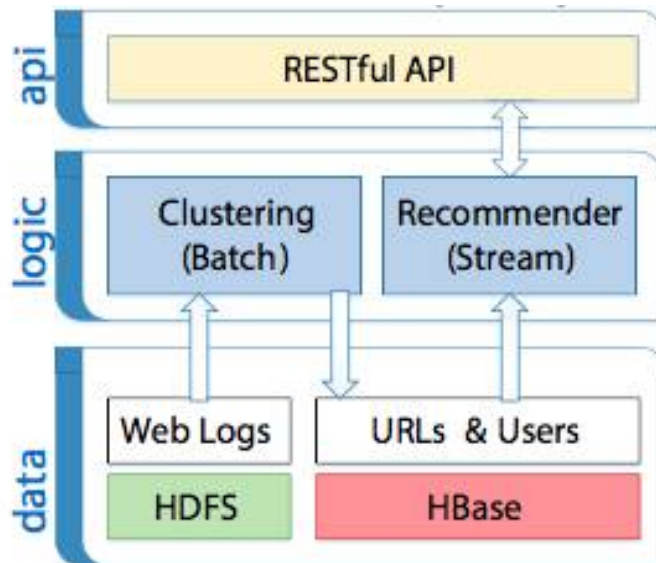 api
RESTful API
logic
Clustering
(Batch)
Recommender
(Stream)
data
Web Logs
URLs & Users
HDFS
HBase